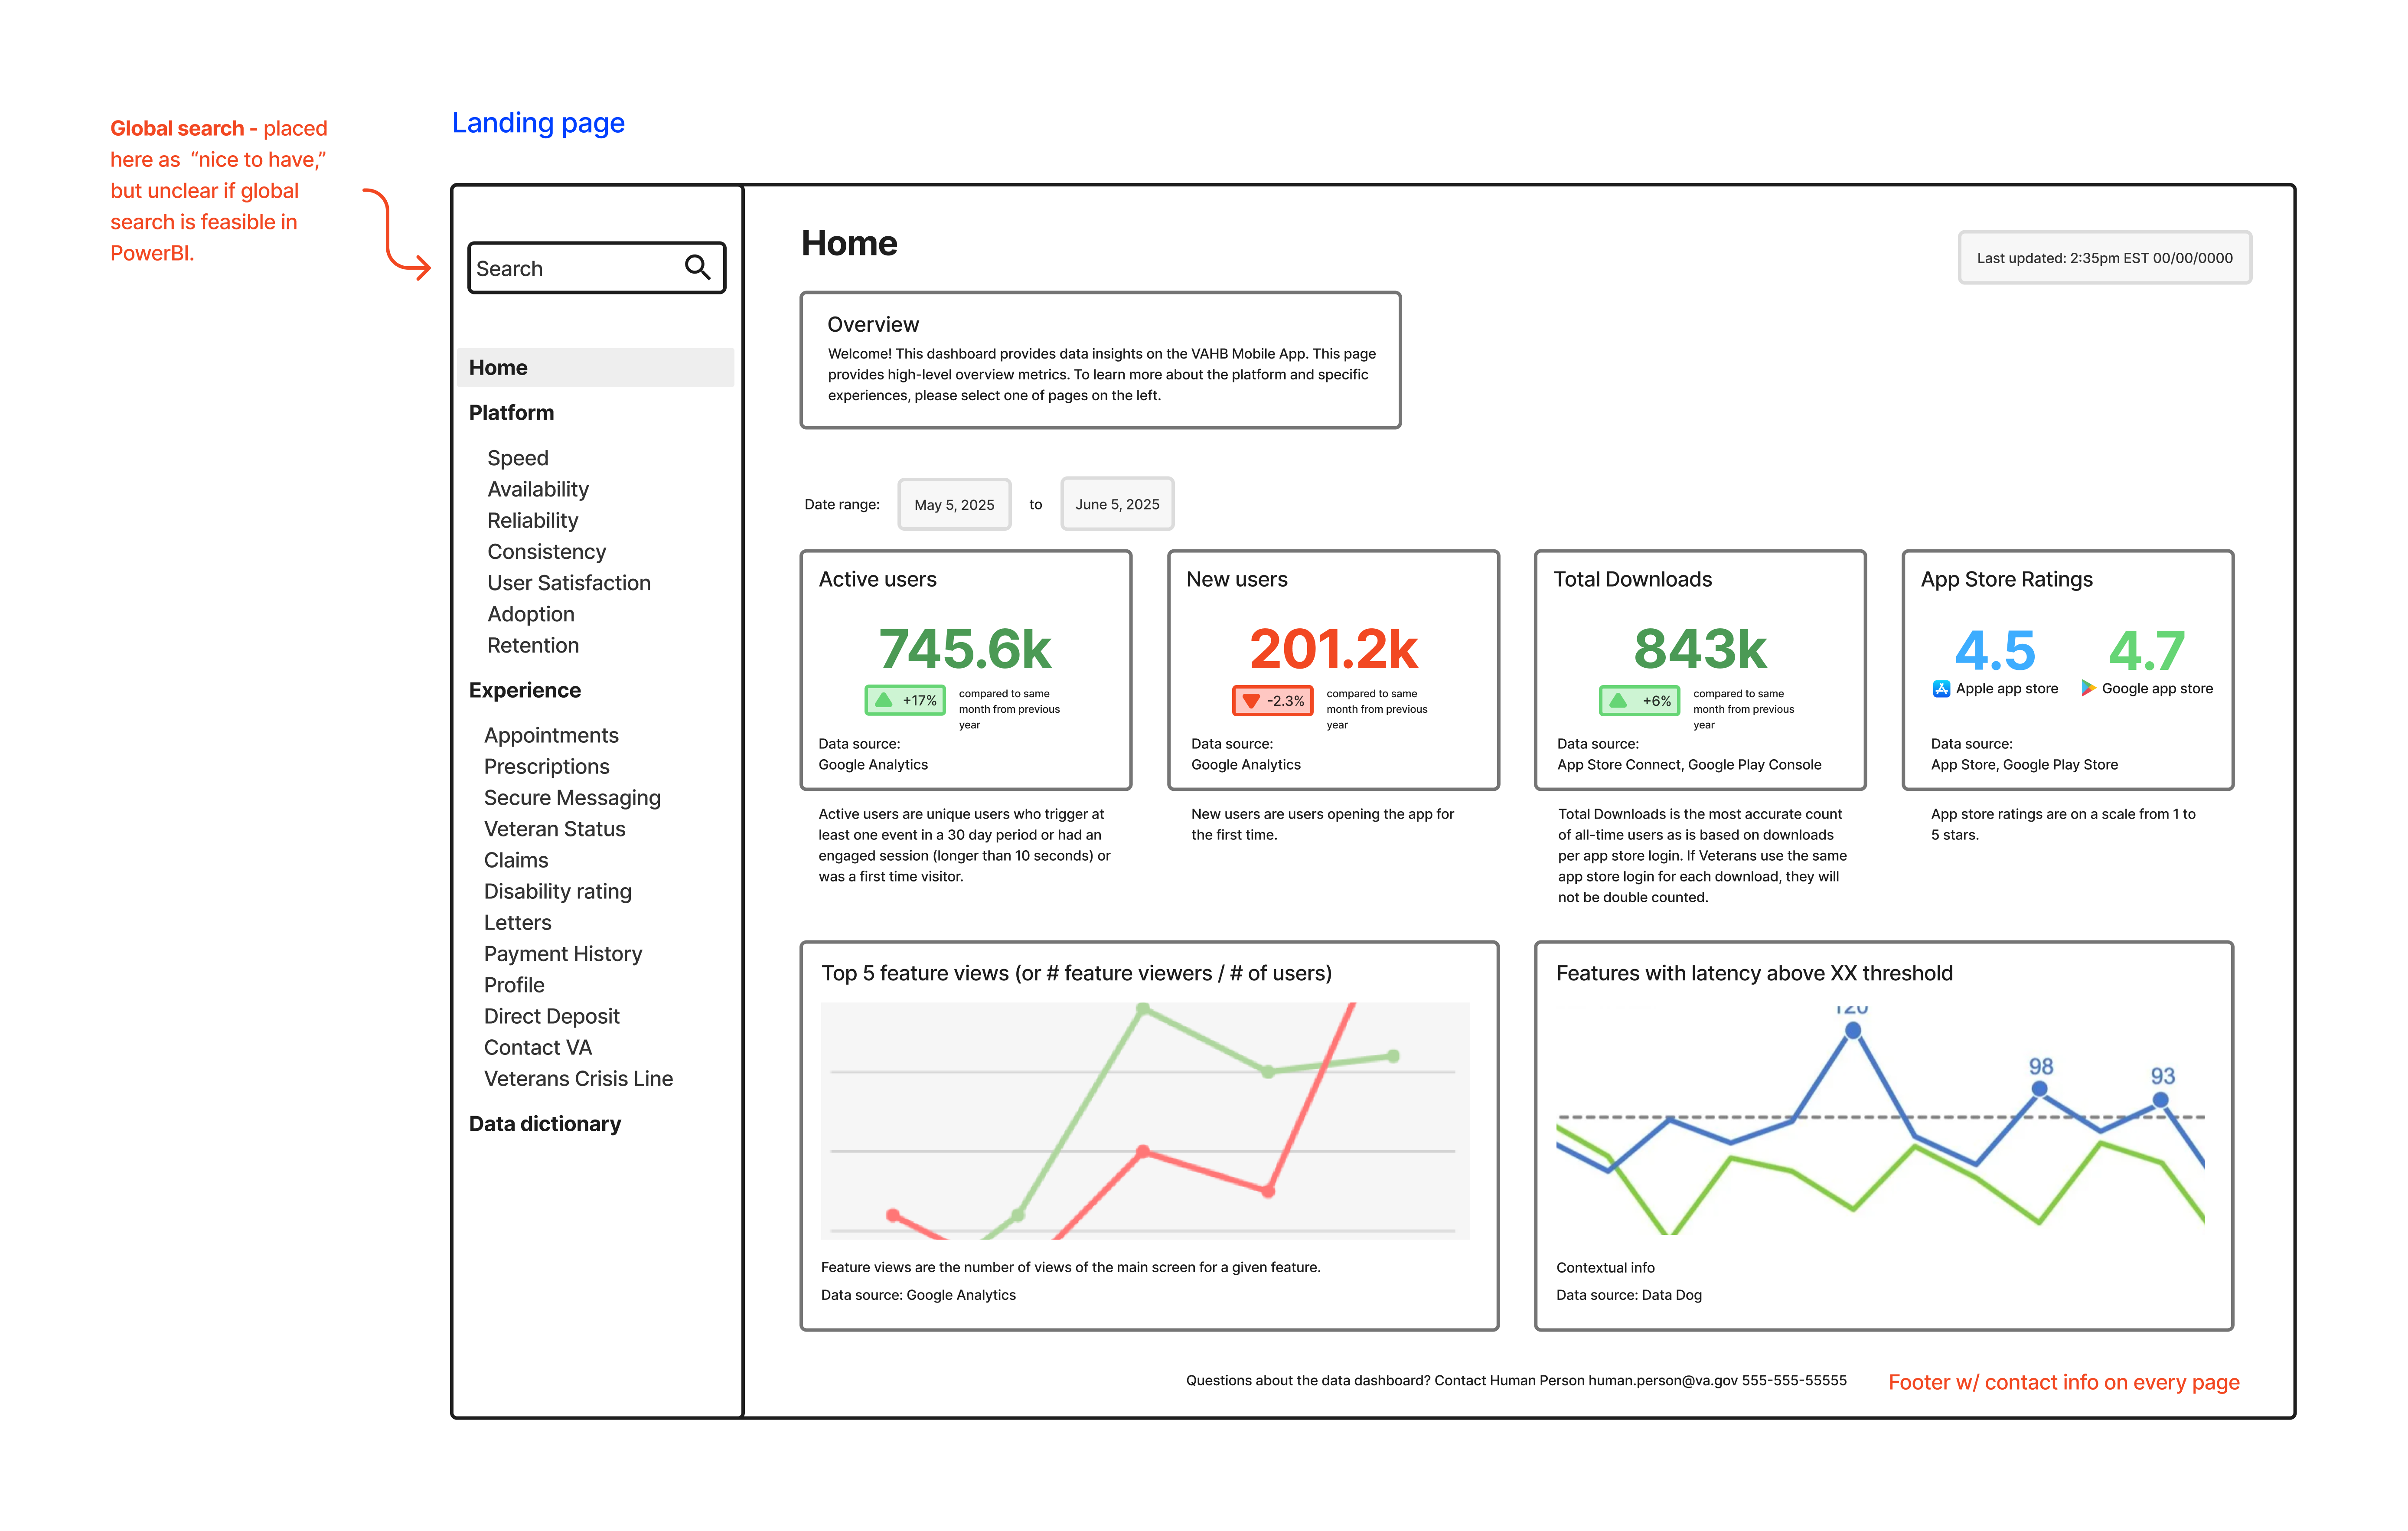 Global search - placed
here as “nice to have,”
but unclear if global
search is feasible in
PowerBI.
Landing page
Search
Home
Platform
Speed
Availability
Reliability
Consistency
User Satisfaction
Adoption
Retention
Experience
Appointments
Prescriptions
Secure Messaging
Veteran Status
Claims
Disability rating
Letters
Payment History
Profile
Direct Deposit
Contact VA
Veterans Crisis Line
Data dictionary
Home
Last updated: 2:35pm EST 00/00/0000
Overview
Welcome! This dashboard provides data insights on the VAHB Mobile App. This page
provides high-level overview metrics. To learn more about the platform and specific
experiences, please select one of pages on the left.
Date range: May 5, 2025 to June 5, 2025
Active users
745.6k
+17%
compared to same
month from previous
year
Data source:
Google Analytics
Active users are unique users who trigger at
least one event in a 30 day period or had an
engaged session (longer than 10 seconds) or
was a first time visitor.
New users
201.2k
-2.3%
compared to same
month from previous
year
Data source:
Google Analytics
New users are users opening the app for
the first time.
Total Downloads
843k
+6%
compared to same
month from previous
year
Data source:
App Store Connect, Google Play Console
Total Downloads is the most accurate count
of all-time users as is based on downloads
per app store login. If Veterans use the same
app store login for each download, they will
not be double counted.
App Store Ratings
4.5 4.7
Apple app store Google app store
Data source:
App Store, Google Play Store
App store ratings are on a scale from 1 to
5 stars.
Top 5 feature views (or # feature viewers / # of users)
Feature views are the number of views of the main screen for a given feature.
Data source: Google Analytics
Features with latency above XX threshold
120
98
93
Contextual info
Data source: Data Dog
Questions about the data dashboard? Contact Human Person human.person@va.gov 555-555-55555
Footer w/ contact info on every page